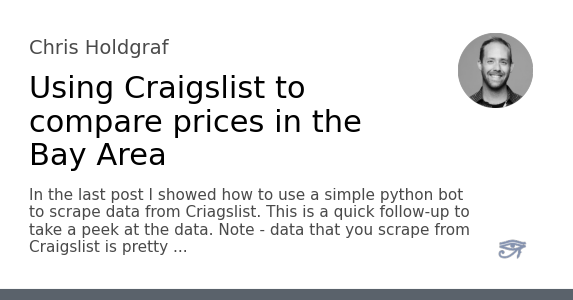 Chris Holdgraf
Using Craigslist to
compare prices in the
Bay Area
In the last post I showed how to use a simple python bot
to scrape data from Criagslist. This is a quick follow-up to
take a peek at the data. Note - data that you scrape from
Craigslist is pretty ...